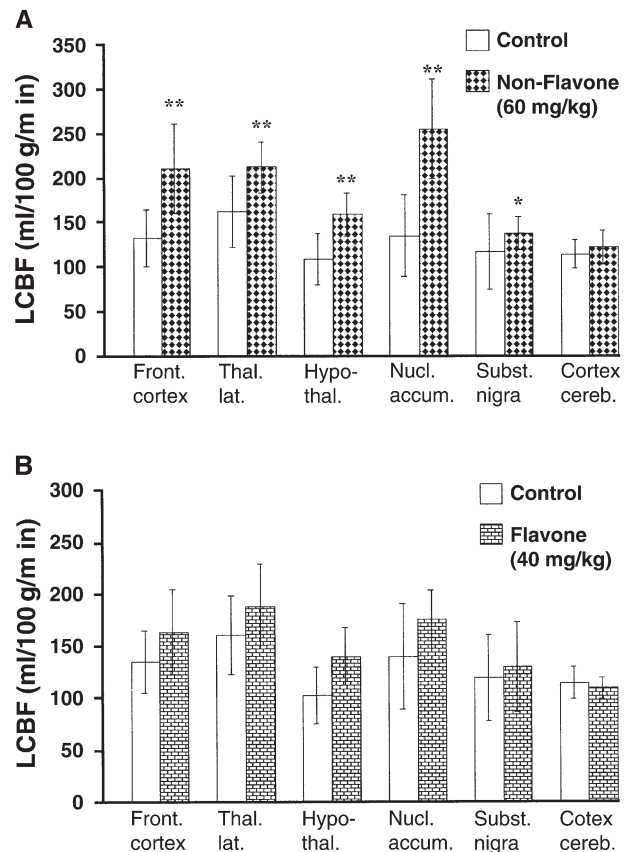 A
350
300
250
200
150
100
50
0
LCBF (ml/100 g/m in)
Control
Non-Flavone
(60 mg/kg)
**
**
**
**
*
Front.
cortex
Thal.
lat.
Hypo-
thal.
Nucl.
accum.
Subst.
nigra
Cortex
cereb.
B
300
250
200
150
100
50
0
LCBF (ml/100 g/m in)
Control
Flavone
(40 mg/kg)
Front.
cortex
Thal.
lat.
Hypo-
thal.
Nucl.
accum.
Subst.
nigra
Cotex
cereb.